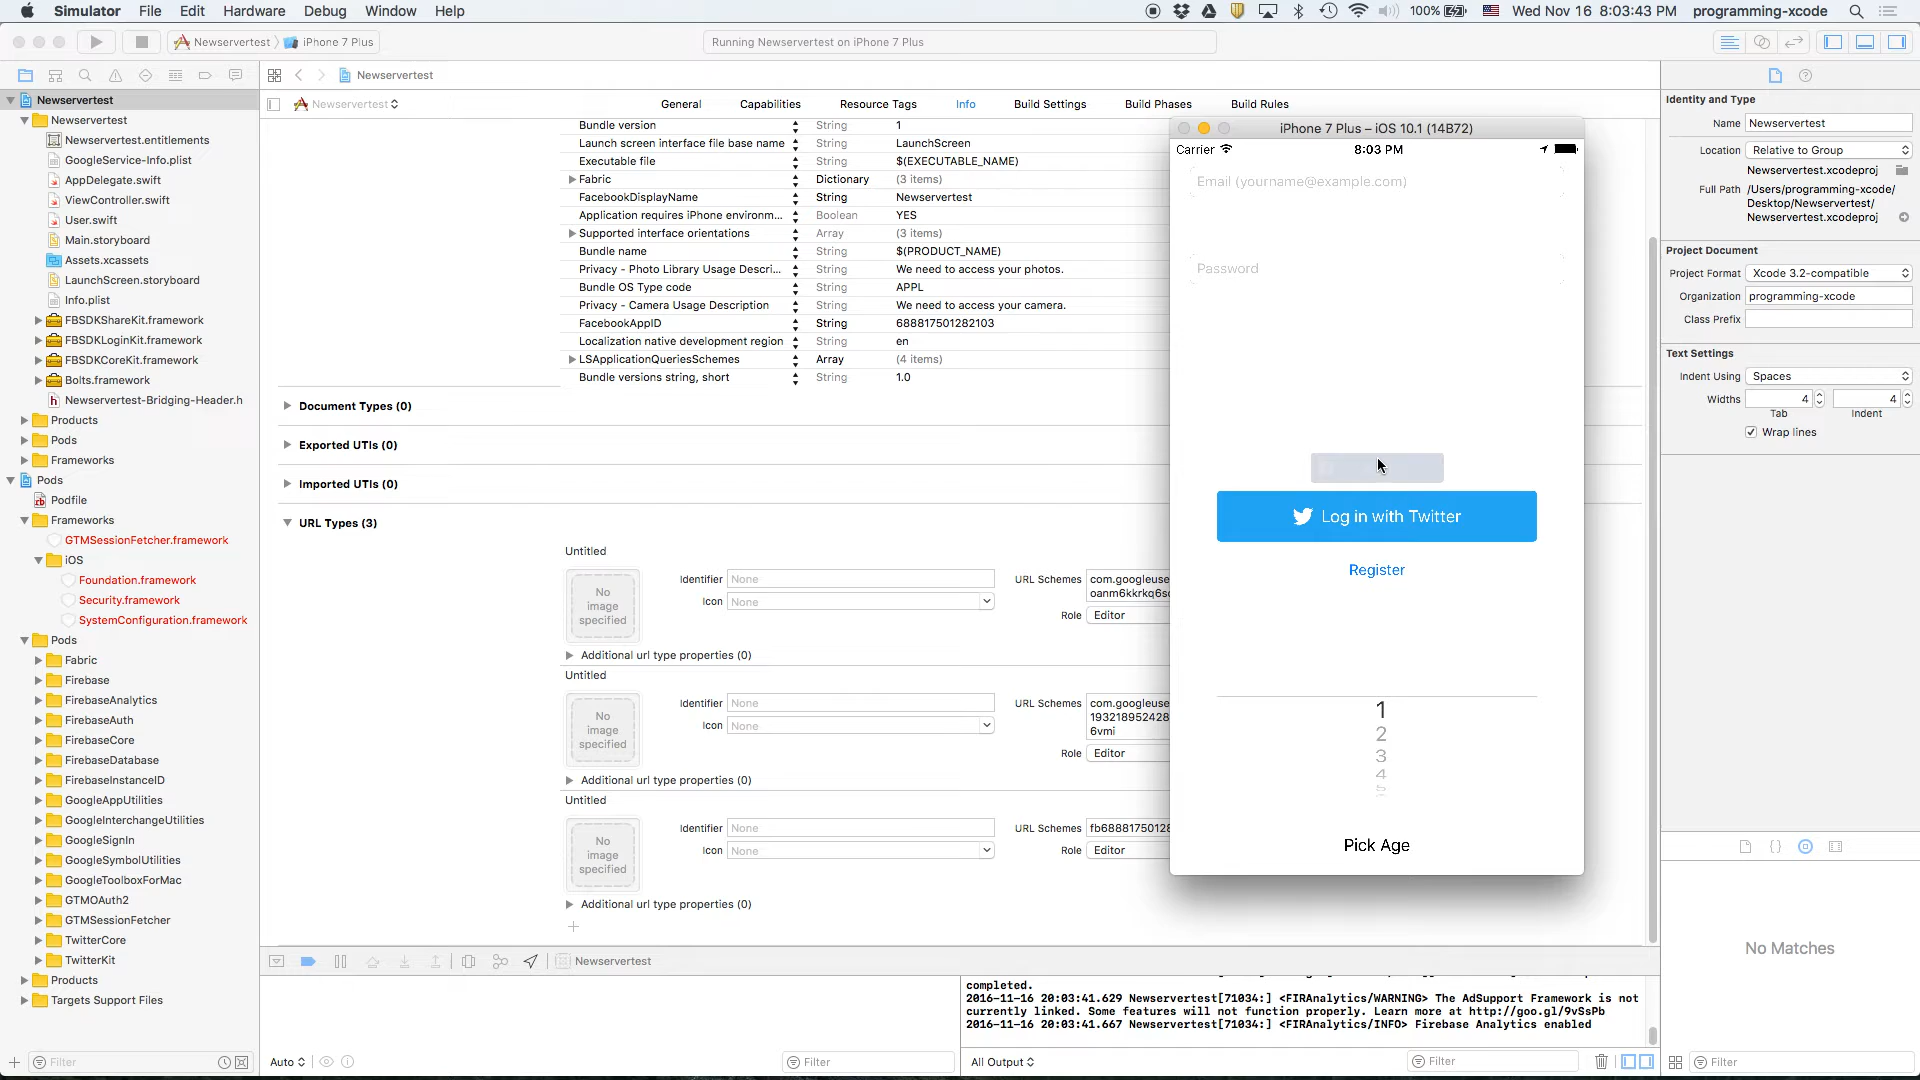 Simulator File Edit Hardware Debug Window Help
100% Wed Nov 16 8:03:43 PM programming-xcode
Newservertest iPhone 7 Plus
Running Newservertest on iPhone 7 Plus
Newservertest
Newservertest
General Capabilities Resource Tags Info Build Settings Build Phases Build Rules
Newservertest
Newservertest
Newservertest.entitlements
GoogleService-Info.plist
AppDelegate.swift
ViewController.swift
User.swift
Main.storyboard
Assets.xcassets
LaunchScreen.storyboard
Info.plist
FBSDKShareKit.framework
FBSDKLoginKit.framework
FBSDKCoreKit.framework
Bolts.framework
Newservertest-Bridging-Header.h
Products
Pods
Frameworks
Pods
Podfile
Frameworks
GTMSessionFetcher.framework
iOS
Foundation.framework
Security.framework
SystemConfiguration.framework
Pods
Fabric
Firebase
FirebaseAnalytics
FirebaseAuth
FirebaseCore
FirebaseDatabase
FirebaseInstanceID
GoogleAppUtilities
GoogleInterchangeUtilities
GoogleSignIn
GoogleSymbolUtilities
GoogleToolboxForMac
GTMOAuth2
GTMSessionFetcher
TwitterCore
TwitterKit
Products
Targets Support Files
Filter
Bundle version String 1
Launch screen interface file base name String LaunchScreen
Executable file String $(EXECUTABLE_NAME)
Fabric Dictionary (3 items)
FacebookDisplayName String Newservertest
Application requires iPhone environm... Boolean YES
Supported interface orientations Array (3 items)
Bundle name String $(PRODUCT_NAME)
Privacy - Photo Library Usage Descri... String We need to access your photos.
Bundle OS Type code String APPL
Privacy - Camera Usage Description String We need to access your camera.
FacebookAppID String 688817501282103
Localization native development region String en
LSApplicationQueriesSchemes Array (4 items)
Bundle versions string, short String 1.0
Document Types (0)
Exported UTIs (0)
Imported UTIs (0)
URL Types (3)
Untitled
No image specified
Identifier None URL Schemes com.googleuse
oanm6kkrkq6s
Icon None Role Editor
Additional url type properties (0)
Untitled
No image specified
Identifier None URL Schemes com.googleuse
193218952428
6vmi
Icon None Role Editor
Additional url type properties (0)
Untitled
No image specified
Identifier None URL Schemes fb68881750128
Icon None Role Editor
Additional url type properties (0)
iPhone 7 Plus – iOS 10.1 (14B72)
Carrier 8:03 PM
Email (yourname@example.com)
Password
Log in with Twitter
Register
1
2
3
4
5
Pick Age
Newservertest
completed.
2016-11-16 20:03:41.629 Newservertest[71034:] <FIRAnalytics/WARNING> The AdSupport Framework is not
currently linked. Some features will not function properly. Learn more at http://goo.gl/9vSsPb
2016-11-16 20:03:41.667 Newservertest[71034:] <FIRAnalytics/INFO> Firebase Analytics enabled
Auto Filter All Output Filter
Identity and Type
Name Newservertest
Location Relative to Group
Newservertest.xcodeproj
Full Path /Users/programming-xcode/
Desktop/Newservertest/
Newservertest.xcodeproj
Project Document
Project Format Xcode 3.2-compatible
Organization programming-xcode
Class Prefix
Text Settings
Indent Using Spaces
Widths 4 4
Tab Indent
Wrap lines
No Matches
Filter